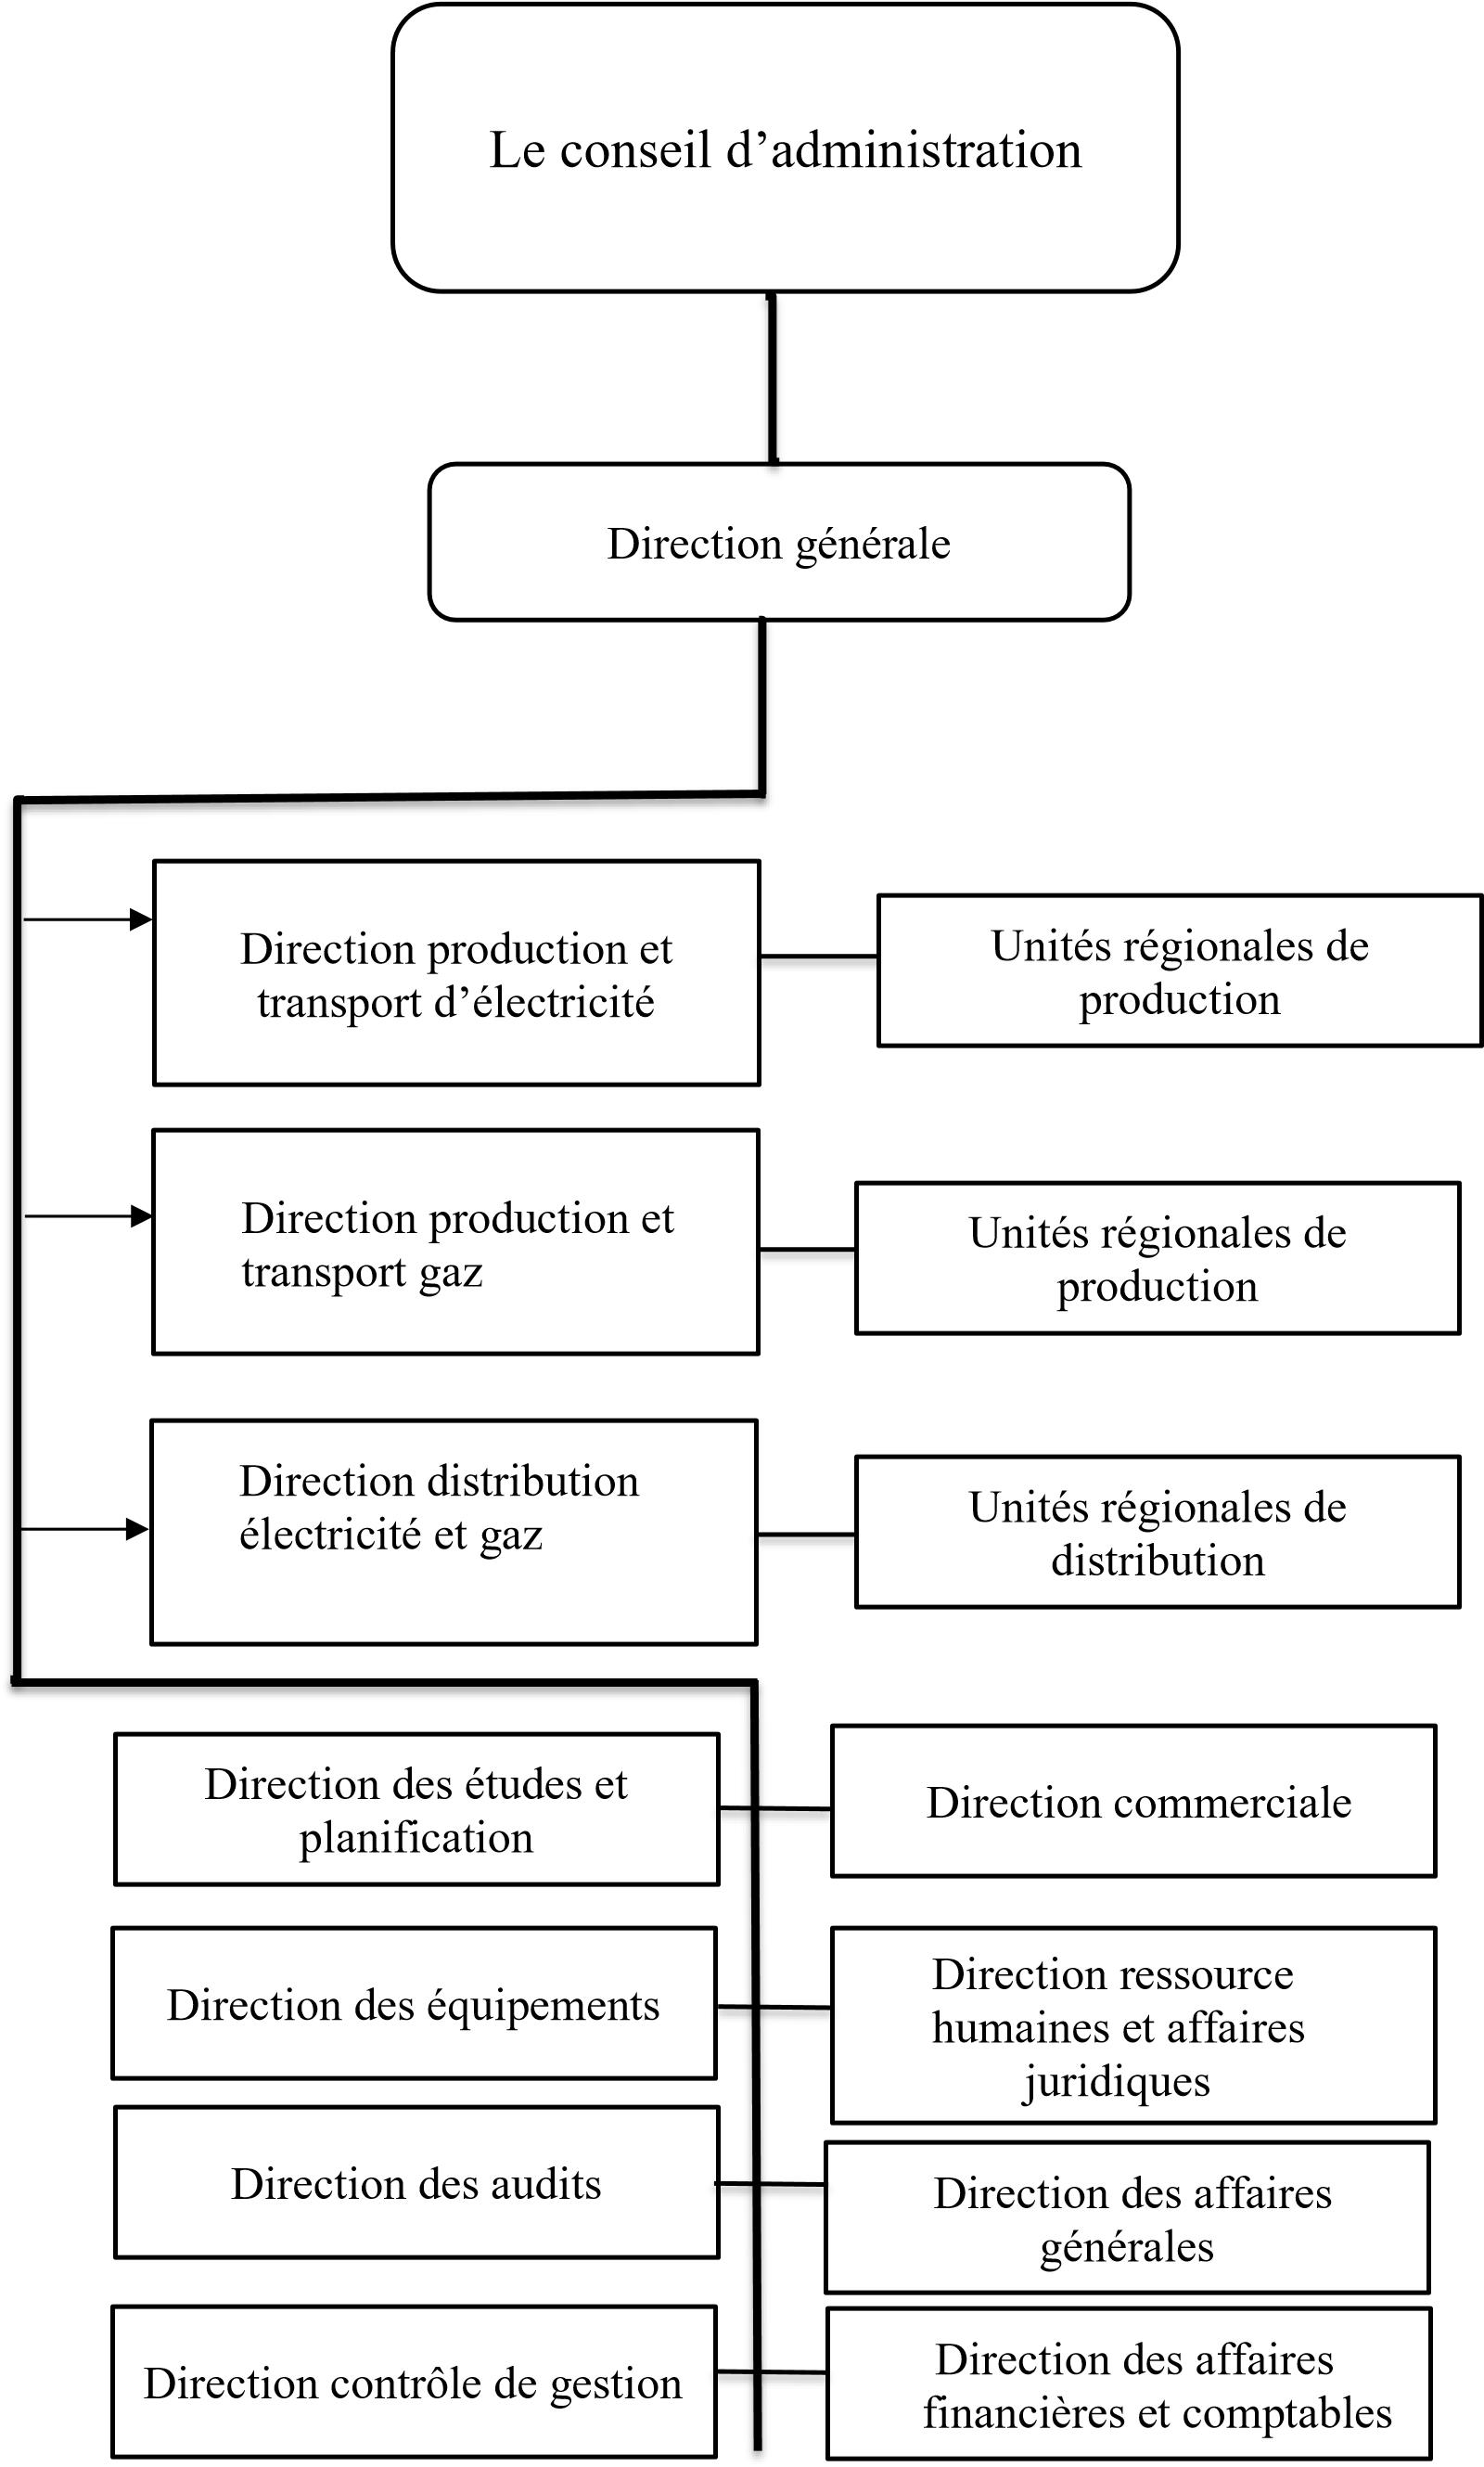 Le conseil d’administration
Direction générale
Direction production et
transport d’électricité
Unités régionales de
production
Direction production et
transport gaz
Unités régionales de
production
Direction distribution
électricité et gaz
Unités régionales de
distribution
Direction des études et
planification
Direction commerciale
Direction des équipements
Direction ressource
humaines et affaires
juridiques
Direction des audits
Direction des affaires
générales
Direction contrôle de gestion
Direction des affaires
financières et comptables